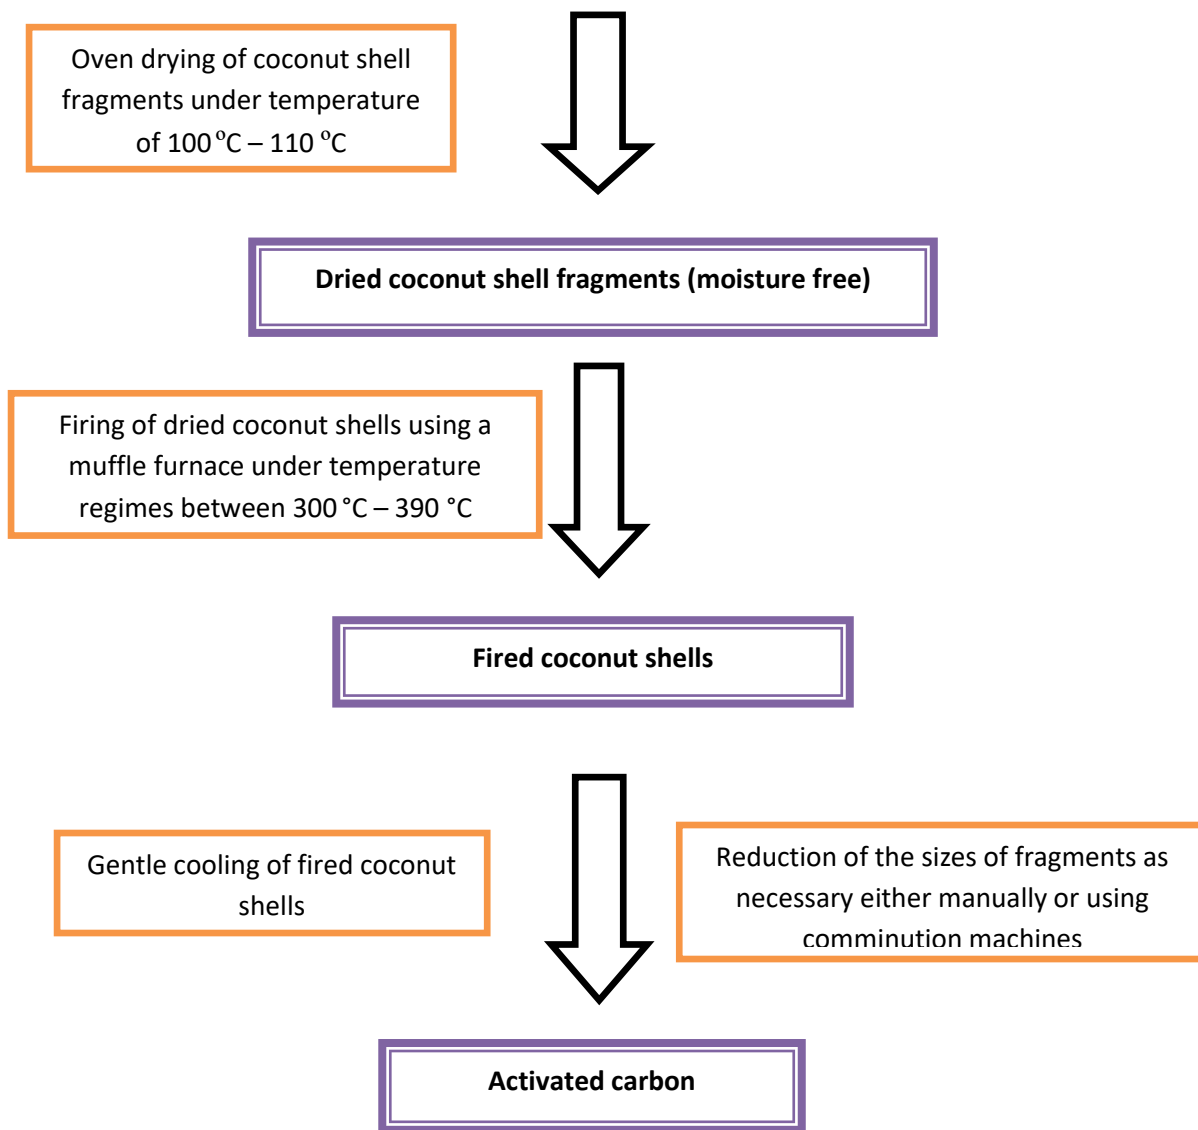 Oven drying of coconut shell
fragments under temperature
of 100 ⁰C – 110 ⁰C
Dried coconut shell fragments (moisture free)
Firing of dried coconut shells using a
muffle furnace under temperature
regimes between 300 °C – 390 °C
Fired coconut shells
Gentle cooling of fired coconut
shells
Reduction of the sizes of fragments as
necessary either manually or using
comminution machines
Activated carbon